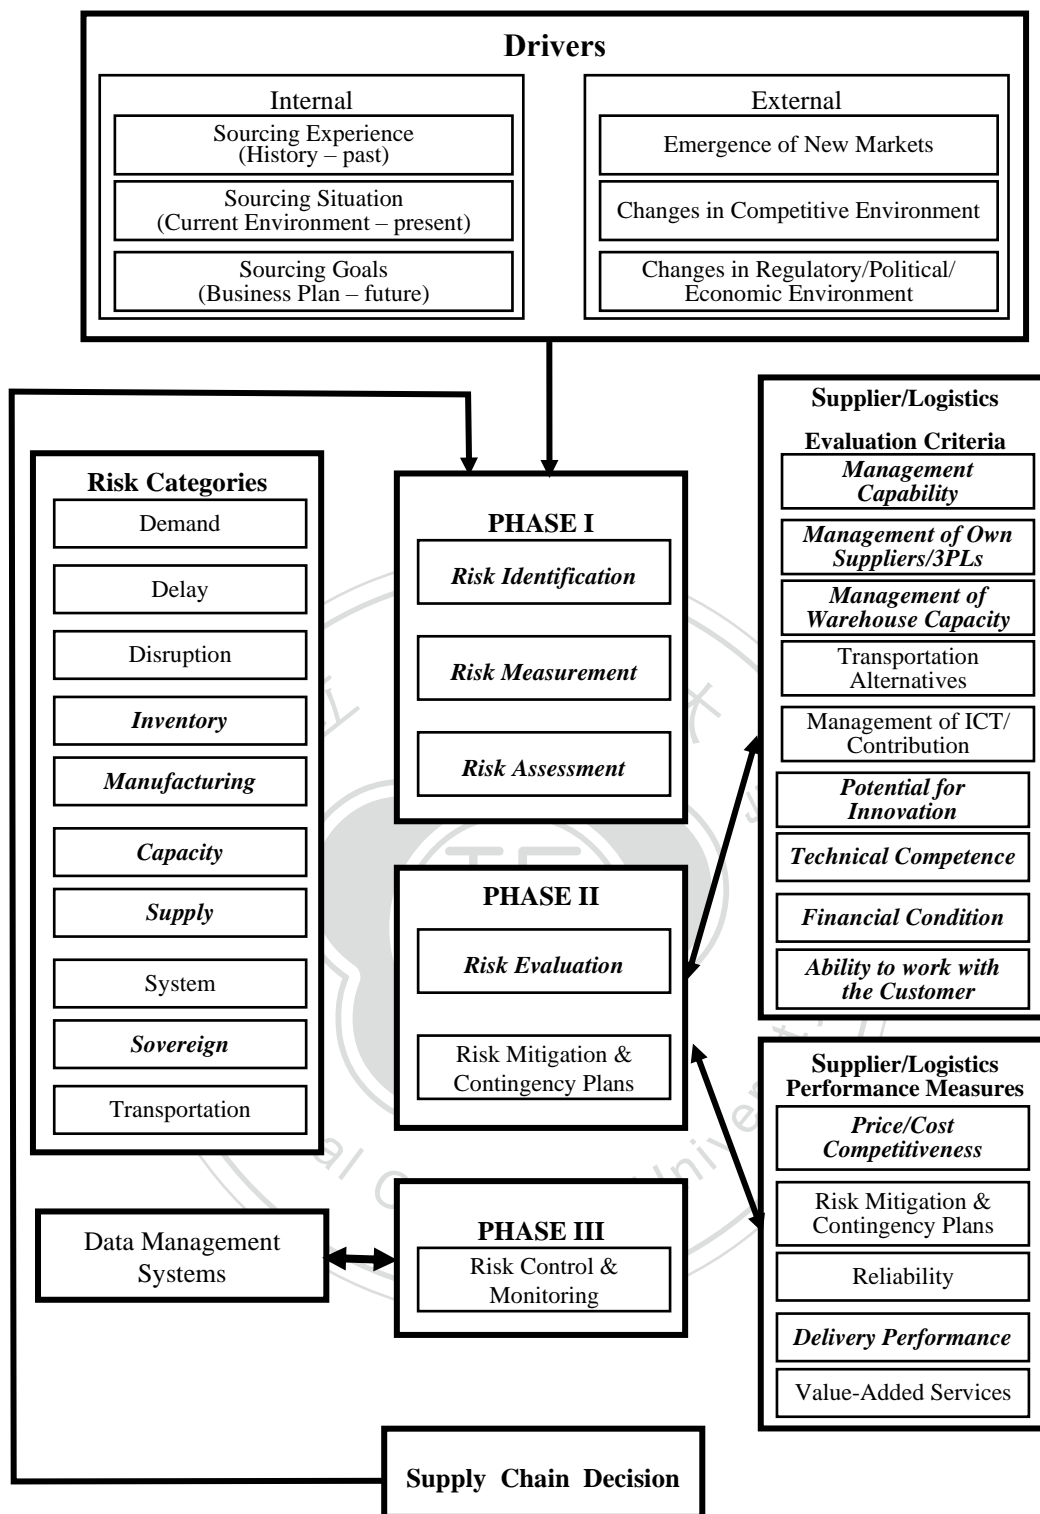 Drivers
Internal
Sourcing Experience
(History – past)
Sourcing Situation
(Current Environment – present)
Sourcing Goals
(Business Plan – future)
External
Emergence of New Markets
Changes in Competitive Environment
Changes in Regulatory/Political/
Economic Environment
Risk Categories
Demand
Delay
Disruption
Inventory
Manufacturing
Capacity
Supply
System
Sovereign
Transportation
Data Management
Systems
PHASE I
Risk Identification
Risk Measurement
Risk Assessment
PHASE II
Risk Evaluation
Risk Mitigation &
Contingency Plans
PHASE III
Risk Control &
Monitoring
Supplier/Logistics
Evaluation Criteria
Management
Capability
Management of Own
Suppliers/3PLs
Management of
Warehouse Capacity
Transportation
Alternatives
Management of ICT/
Contribution
Potential for
Innovation
Technical Competence
Financial Condition
Ability to work with
the Customer
Supplier/Logistics
Performance Measures
Price/Cost
Competitiveness
Risk Mitigation &
Contingency Plans
Reliability
Delivery Performance
Value-Added Services
Supply Chain Decision